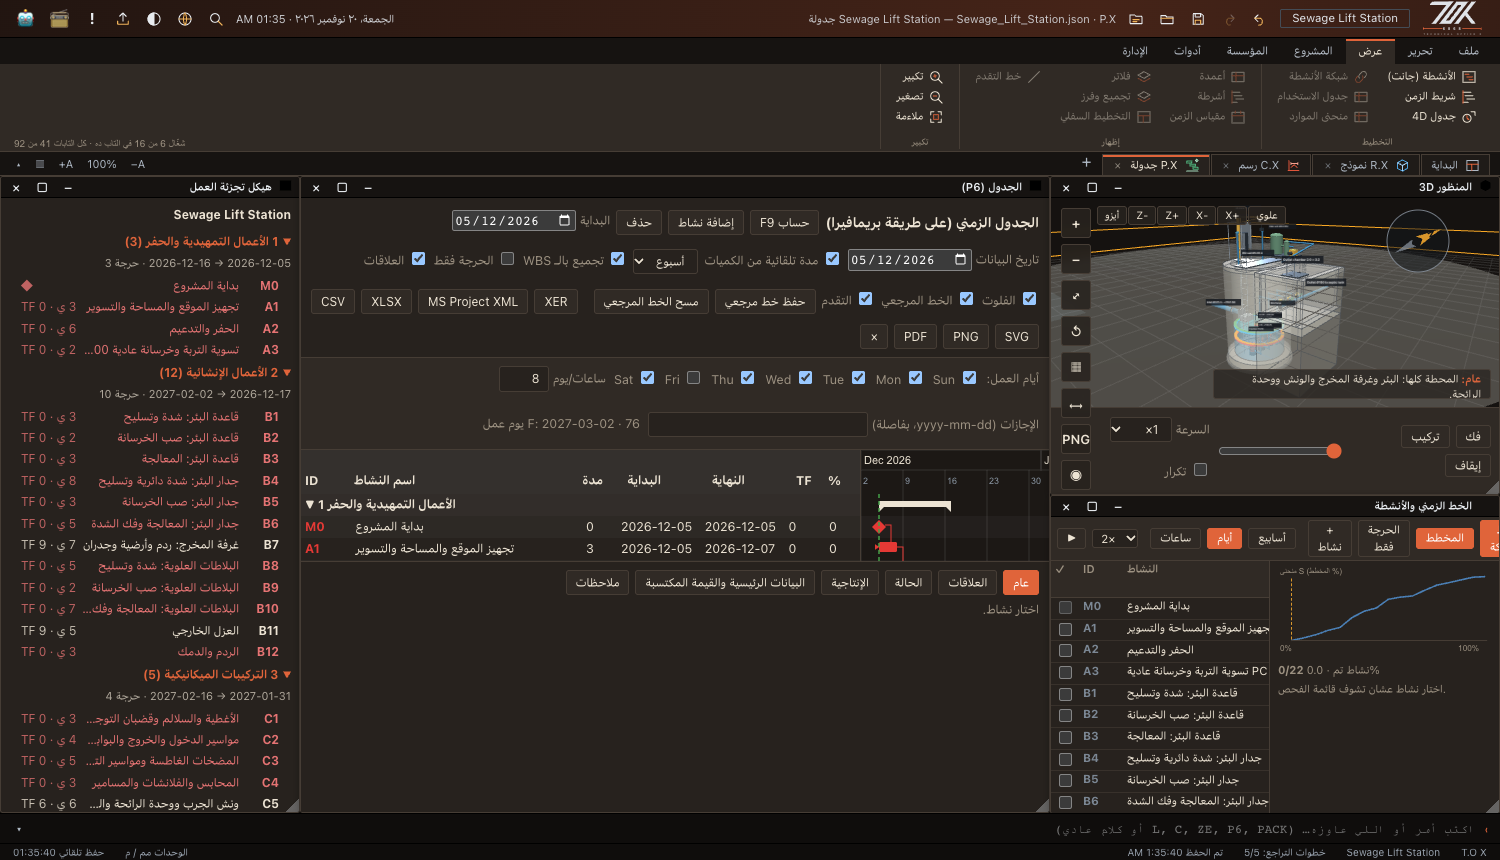 Sewage Lift Station
P.X جدولة Sewage Lift Station — Sewage_Lift_Station.json ·
الجمعة، ٢٠ نوفمبر ٢٠٢٦ · 01:35 AM
ملف
تحرير
عرض
المشروع
المؤسسة
أدوات
الإدارة
الأنشطة (جانت)
شبكة الأنشطة
شريط الزمن
جدول الاستخدام
جدول 4D
منحنى الموارد
التخطيط
أعمدة
فلاتر
خط التقدم
أشرطة
تجميع وفرز
مقياس الزمن
التخطيط السفلي
إظهار
تكبير
تصغير
ملاءمة
تكبير
شغّال 6 من 16 في التاب ده · كل التابات 41 من 92
البداية
R.X نموذج ×
C.X رسم ×
P.X جدولة ×
+
A−
100%
A+
المنظور 3D
علوي
X+
X-
Z+
Z-
أيزو
عام: المحطة كلها: البئر وغرفة المخرج والونش ووحدة الرائحة.
PNG
فك
تركيب
إيقاف
السرعة
×1
تكرار
الخط الزمني والأنشطة
المخطط
الحرجة فقط
+ نشاط
أسابيع
أيام
ساعات
2×
✓ ID النشاط
M0 بداية المشروع
A1 جهيز الموقع والمساحة والتسوير
A2 الحفر والتدعيم
A3 تسوية التربة وخرسانة عادية PC
B1 قاعدة البئر: شدة وتسليح
B2 قاعدة البئر: صب الخرسانة
B3 قاعدة البئر: المعالجة
B4 جدار البئر: شدة دائرية وتسليح
B5 جدار البئر: صب الخرسانة
B6 جدار البئر: المعالجة وفك الشدة
منحنى S (المخطط %)
0%
100%
0/22 نشاط تم · 0.0%
اختار نشاط عشان تشوف قائمة الفحص.
الجدول (P6)
الجدول الزمني (على طريقة بريمافيرا)
حساب F9
إضافة نشاط
حذف
البداية
05/12/2026
تاريخ البيانات
05/12/2026
مدة تلقائية من الكميات
أسبوع
تجميع بالـ WBS
الحرجة فقط
العلاقات
الفلوت
الخط المرجعي
التقدم
حفظ خط مرجعي
مسح الخط المرجعي
XER
MS Project XML
XLSX
CSV
SVG
PNG
PDF
×
أيام العمل:
Sun
Mon
Tue
Wed
Thu
Fri
Sat
ساعات/يوم
8
الإجازات (yyyy-mm-dd، بفاصلة)
F: 2027-03-02 · 76 يوم عمل
ID اسم النشاط مدة البداية النهاية TF %
Dec 2026
J
2 9 16 23 30
▼ 1 الأعمال التمهيدية والحفر
M0 بداية المشروع 0 2026-12-05 2026-12-05 0 0
A1 تجهيز الموقع والمساحة والتسوير 3 2026-12-05 2026-12-07 0 0
عام
العلاقات
الحالة
الإنتاجية
البيانات الرئيسية والقيمة المكتسبة
ملاحظات
اختار نشاط.
هيكل تجزئة العمل
Sewage Lift Station
▼ 1 الأعمال التمهيدية والحفر (3)
2026-12-05 → 2026-12-16 · حرجة 3
M0 بداية المشروع
A1 تجهيز الموقع والمساحة والتسوير 3 ي · TF 0
A2 الحفر والتدعيم 6 ي · TF 0
A3 تسوية التربة وخرسانة عادية 00... 2 ي · TF 0
▼ 2 الأعمال الإنشائية (12)
2026-12-17 → 2027-02-02 · حرجة 10
B1 قاعدة البئر: شدة وتسليح 3 ي · TF 0
B2 قاعدة البئر: صب الخرسانة 2 ي · TF 0
B3 قاعدة البئر: المعالجة 3 ي · TF 0
B4 جدار البئر: شدة دائرية وتسليح 8 ي · TF 0
B5 جدار البئر: صب الخرسانة 3 ي · TF 0
B6 جدار البئر: المعالجة وفك الشدة 5 ي · TF 0
B7 غرفة المخرج: ردم وأرضية وجدران 7 ي · TF 9
B8 البلاطات العلوية: شدة وتسليح 5 ي · TF 0
B9 البلاطات العلوية: صب الخرسانة 2 ي · TF 0
B10 البلاطات العلوية: المعالجة وفك... 7 ي · TF 0
B11 العزل الخارجي 5 ي · TF 9
B12 الردم والدمك 3 ي · TF 0
▼ 3 التركيبات الميكانيكية (5)
2027-01-31 → 2027-02-16 · حرجة 4
C1 الأغطية والسلالم وقضبان التوجـ... 3 ي · TF 0
C2 مواسير الدخول والخروج والبوابـ... 4 ي · TF 0
C3 المضخات الغاطسة ومواسير التـ... 5 ي · TF 0
C4 المحابس والفلانشات والمسامير 3 ي · TF 0
C5 ونش الجرب ووحدة الرائحة والـ... 6 ي · TF 6
اكتب أمر أو اللي عاوزه… (L, C, ZE, P6, PACK أو كلام عادي)
T.O X
Sewage Lift Station
خطوات التراجع: 5/5
تم الحفظ 1:35:40 AM
الوحدات مم / م
حفظ تلقائي 01:35:40